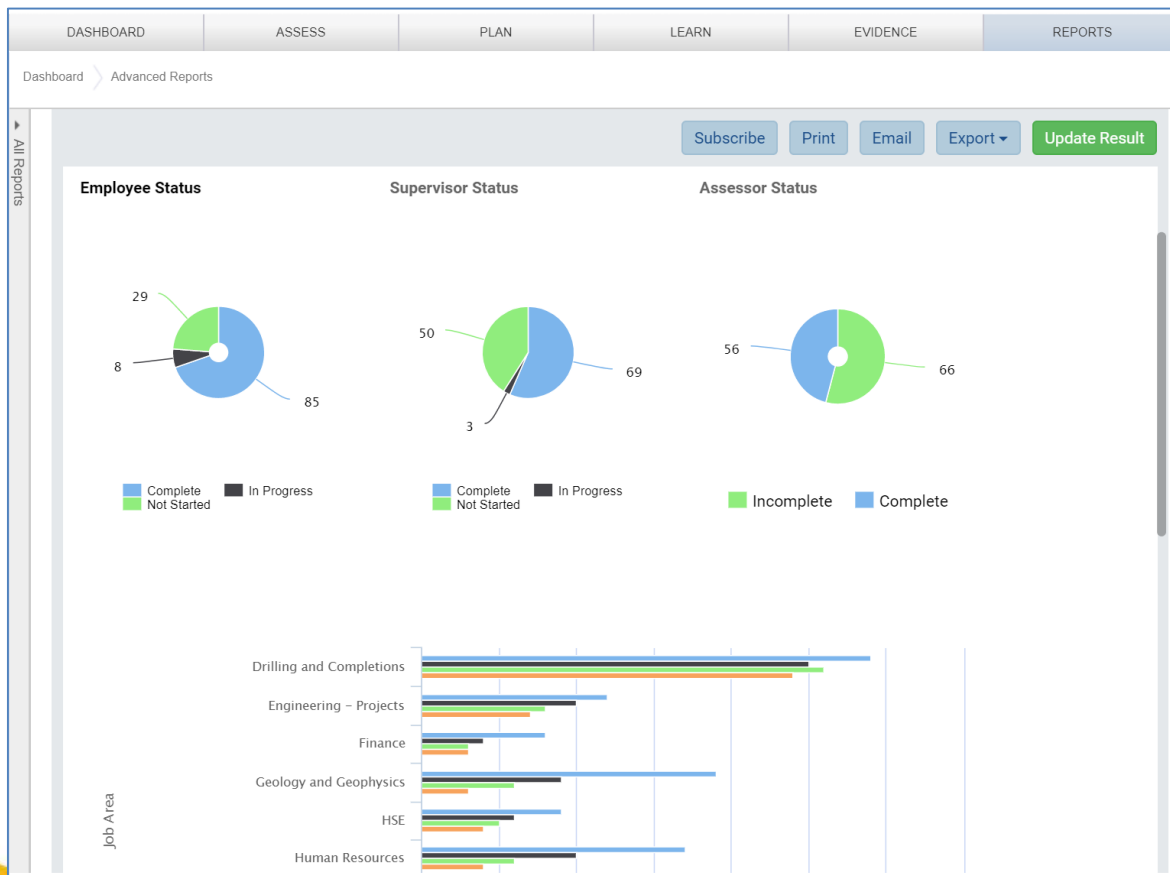 DASHBOARD ASSESS PLAN LEARN EVIDENCE REPORTS
Dashboard Advanced Reports
All Reports
Subscribe Print Email Export Update Result
Employee Status Supervisor Status Assessor Status
29
8
85
50
69
3
56
66
Complete In Progress
Not Started
Complete In Progress
Not Started
Incomplete Complete
Job Area
Drilling and Completions
Engineering – Projects
Finance
Geology and Geophysics
HSE
Human Resources